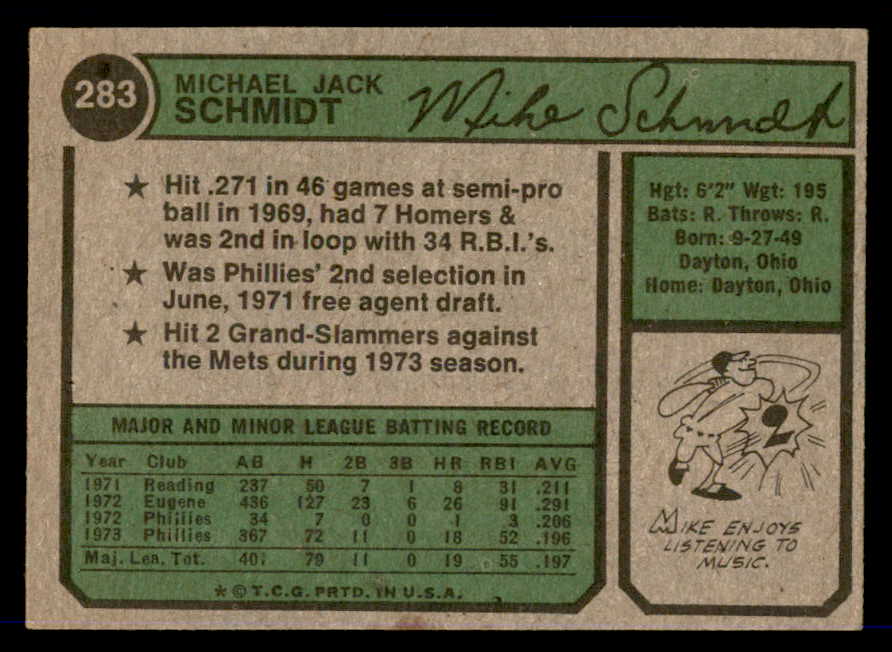 283
MICHAEL JACK
SCHMIDT
Mike Schmidt
★ Hit .271 in 46 games at semi-pro
ball in 1969, had 7 Homers &
was 2nd in loop with 34 R.B.I.'s.
★ Was Phillies' 2nd selection in
June, 1971 free agent draft.
★ Hit 2 Grand-Slammers against
the Mets during 1973 season.
Hgt: 6'2" Wgt: 195
Bats: R. Throws: R.
Born: 9-27-49
Dayton, Ohio
Home: Dayton, Ohio
MAJOR AND MINOR LEAGUE BATTING RECORD
Year Club AB H 2B 3B HR RBI AVG
1971 Reading 237 50 7 1 8 31 .211
1972 Eugene 436 127 23 6 26 91 .291
1972 Phillies 34 7 0 0 1 3 .206
1973 Phillies 367 72 11 0 18 52 .196
Maj. Lea. Tot. 401 79 11 0 19 55 .197
★ © T.C.G. PRTD. IN U.S.A.
2
MIKE ENJOYS
LISTENING TO
MUSIC.